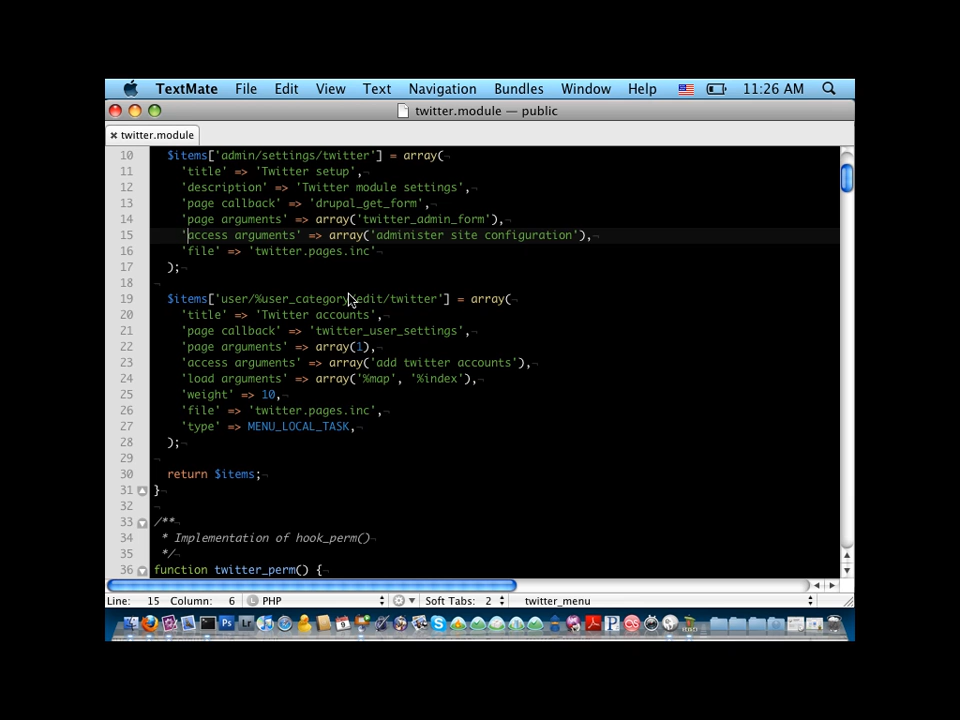 TextMate File Edit View Text Navigation Bundles Window Help 11:26 AM
twitter.module — public
twitter.module
10 $items['admin/settings/twitter'] = array(¬
11 'title' => 'Twitter setup',¬
12 'description' => 'Twitter module settings',¬
13 'page callback' => 'drupal_get_form',¬
14 'page arguments' => array('twitter_admin_form'),¬
15 'access arguments' => array('administer site configuration'),¬
16 'file' => 'twitter.pages.inc'¬
17 );¬
18 ¬
19 $items['user/%user_category/edit/twitter'] = array(¬
20 'title' => 'Twitter accounts',¬
21 'page callback' => 'twitter_user_settings',¬
22 'page arguments' => array(1),¬
23 'access arguments' => array('add twitter accounts'),¬
24 'load arguments' => array('%map', '%index'),¬
25 'weight' => 10,¬
26 'file' => 'twitter.pages.inc',¬
27 'type' => MENU_LOCAL_TASK,¬
28 );¬
29 ¬
30 return $items;¬
31 }¬
32 ¬
33 /**¬
34 * Implementation of hook_perm()¬
35 */¬
36 function twitter_perm() {¬
Line: 15 Column: 6 L PHP Soft Tabs: 2 twitter_menu
Ps Lr